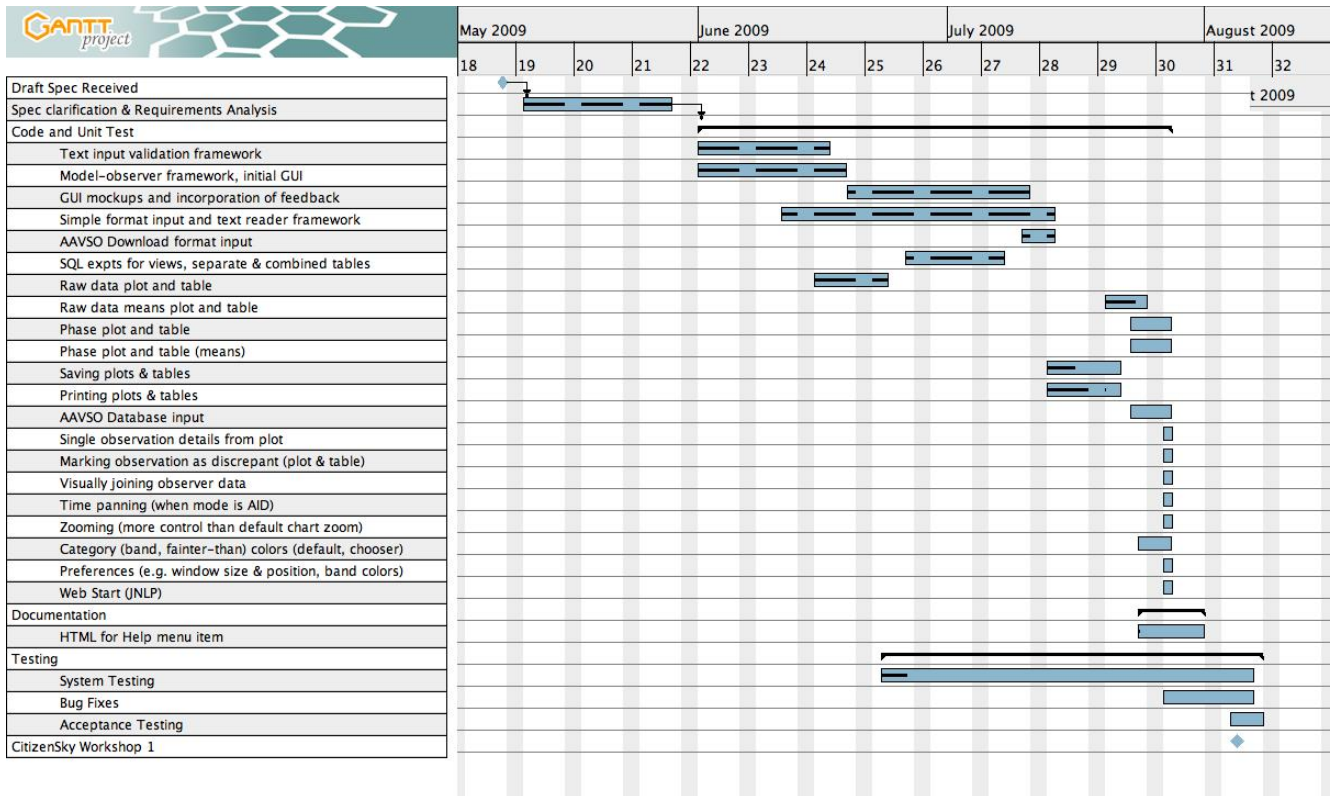 GANTT
project
May 2009 June 2009 July 2009 August 2009
18 19 20 21 22 23 24 25 26 27 28 29 30 31 32
t 2009
Draft Spec Received
Spec clarification & Requirements Analysis
Code and Unit Test
Text input validation framework
Model-observer framework, initial GUI
GUI mockups and incorporation of feedback
Simple format input and text reader framework
AAVSO Download format input
SQL expts for views, separate & combined tables
Raw data plot and table
Raw data means plot and table
Phase plot and table
Phase plot and table (means)
Saving plots & tables
Printing plots & tables
AAVSO Database input
Single observation details from plot
Marking observation as discrepant (plot & table)
Visually joining observer data
Time panning (when mode is AID)
Zooming (more control than default chart zoom)
Category (band, fainter-than) colors (default, chooser)
Preferences (e.g. window size & position, band colors)
Web Start (JNLP)
Documentation
HTML for Help menu item
Testing
System Testing
Bug Fixes
Acceptance Testing
CitizenSky Workshop 1